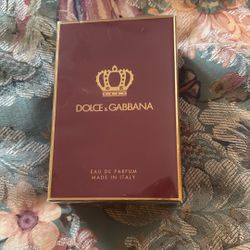 DOLCE & GABBANA
EAU DE PARFUM
MADE IN ITALY